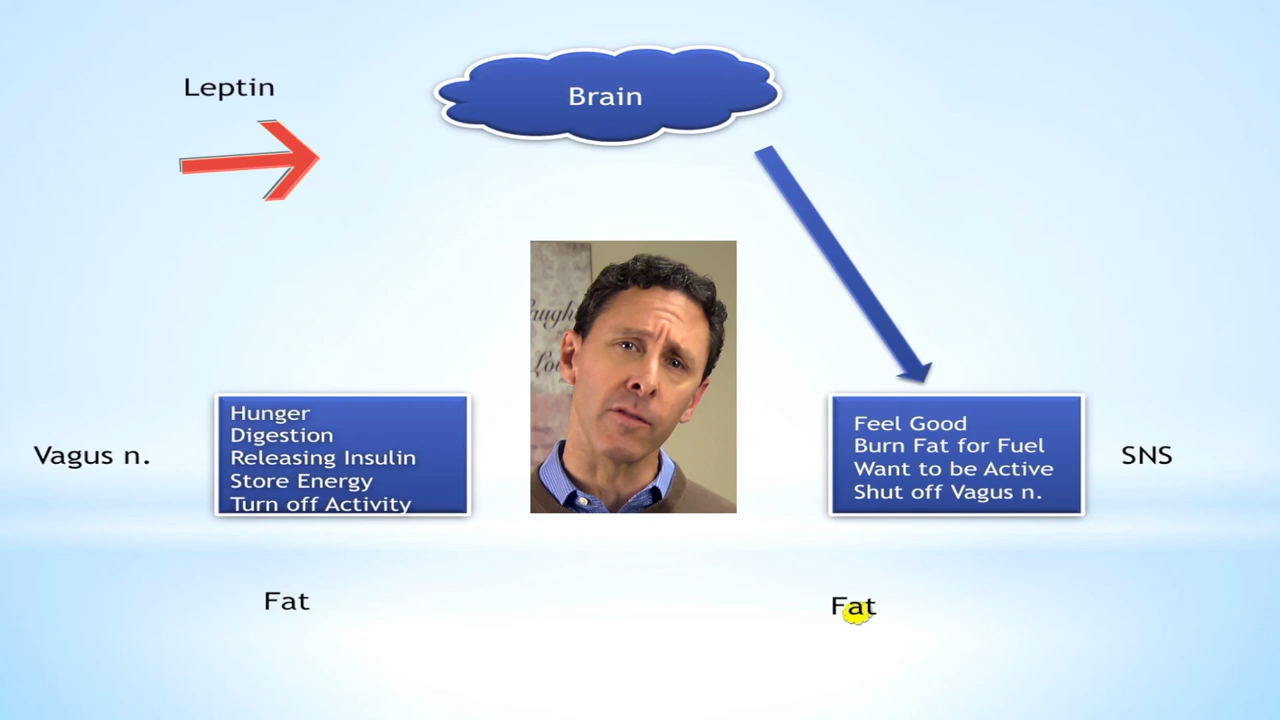 Leptin
Brain
Hunger
Digestion
Releasing Insulin
Store Energy
Turn off Activity
Vagus n.
Feel Good
Burn Fat for Fuel
Want to be Active
Shut off Vagus n.
SNS
Fat
Fat